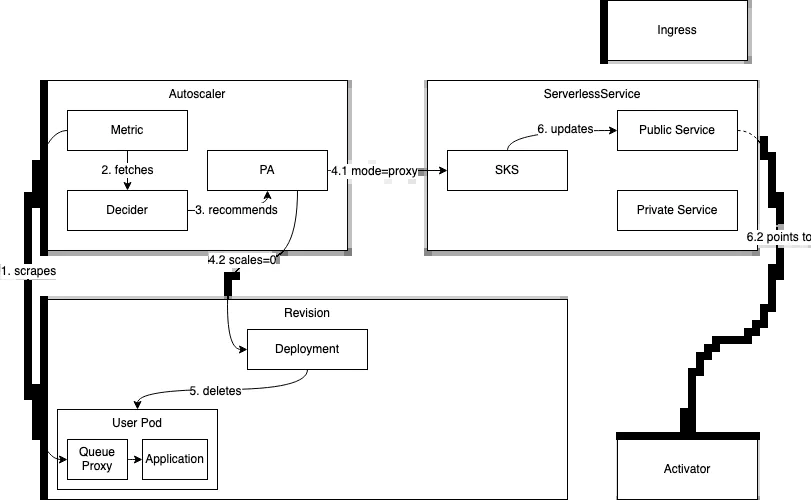 Ingress
Autoscaler
ServerlessService
Metric
6. updates
Public Service
2. fetches
PA
4.1 mode=proxy
SKS
Decider
3. recommends
Private Service
6.2 points to
4.2 scales=0
1. scrapes
Revision
Deployment
5. deletes
User Pod
Queue
Proxy
Application
Activator